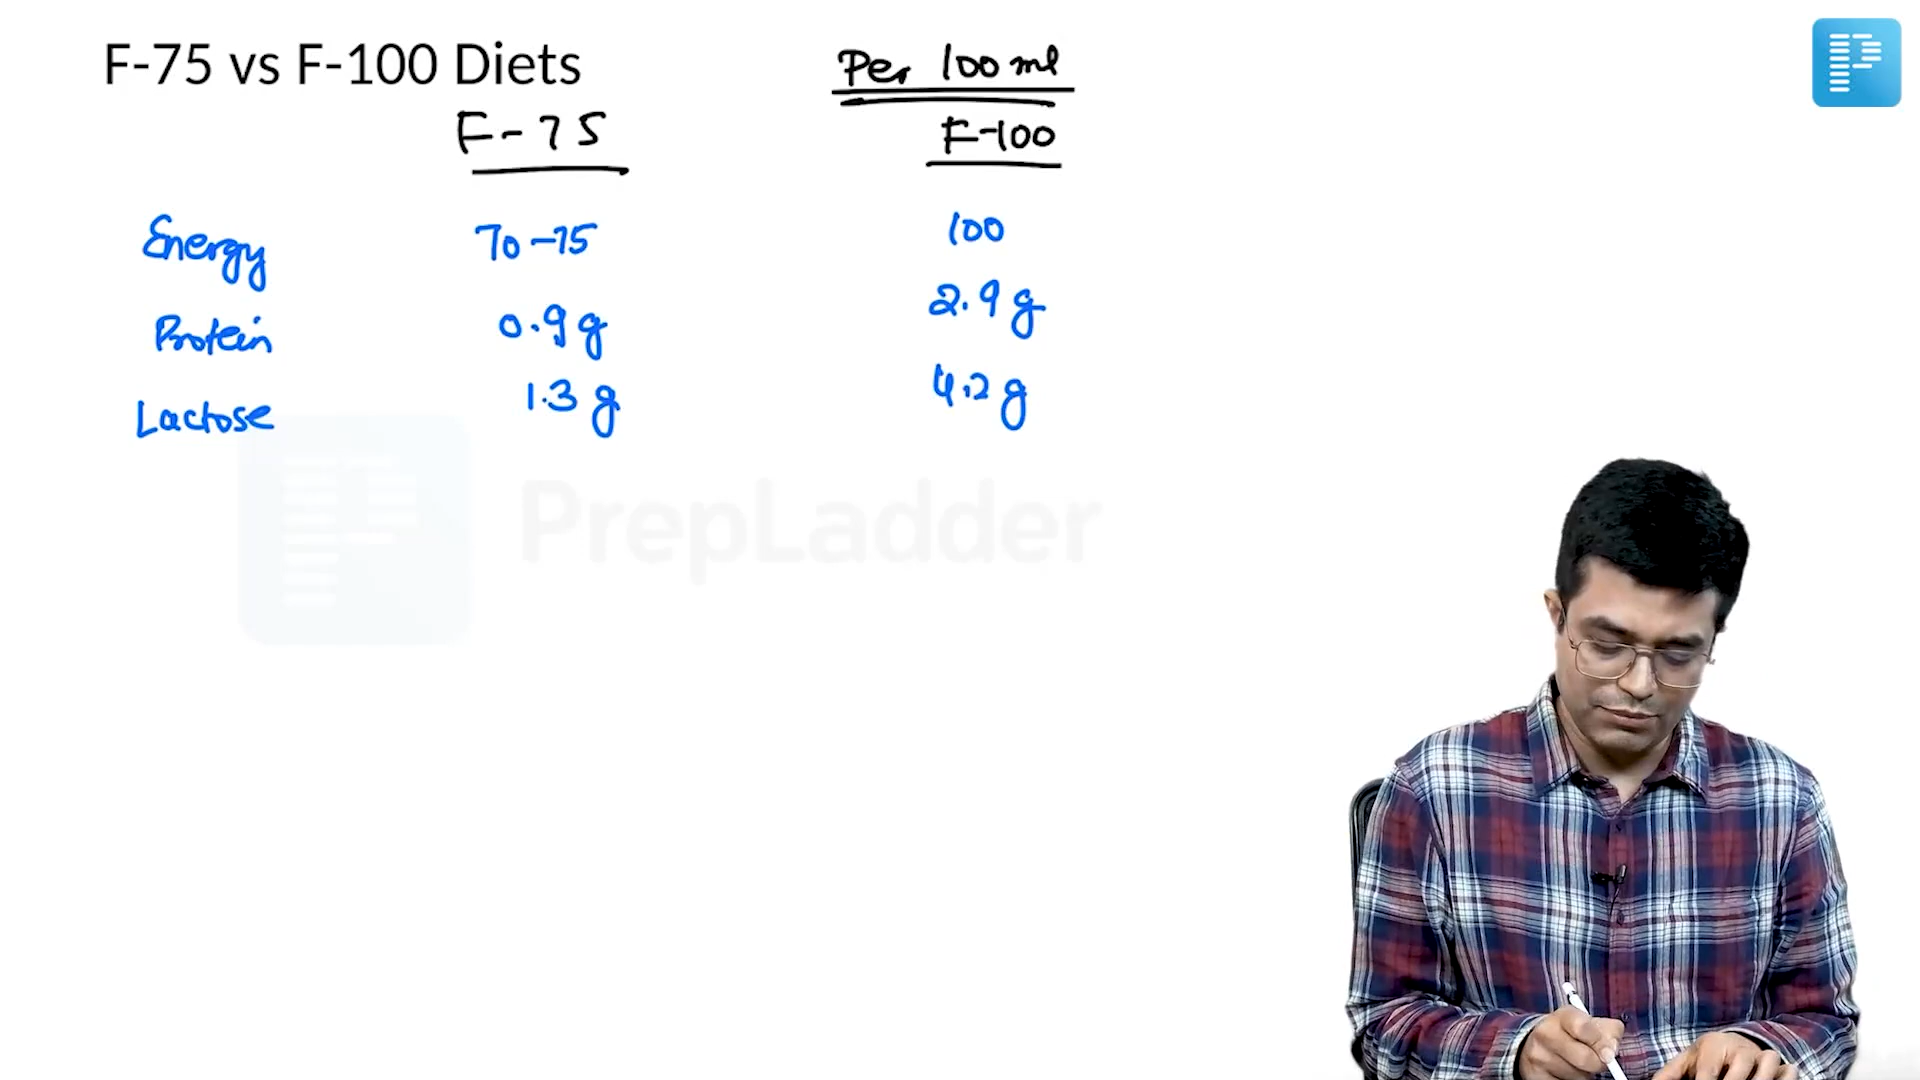 F-75 vs F-100 Diets
Per 100 ml
F-75 F-100
Energy 70-75 100
Protein 0.9 g 2.9 g
Lactose 1.3 g 4.2 g
PrepLadder